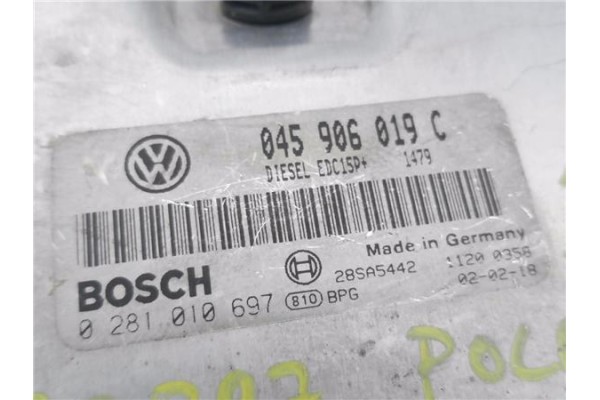 045 906 019 C
DIESEL EDC15P+ 1479
Made in Germany
BOSCH 28SA5442 1120 0358
0 281 010 697 810 BPG 02-02-18